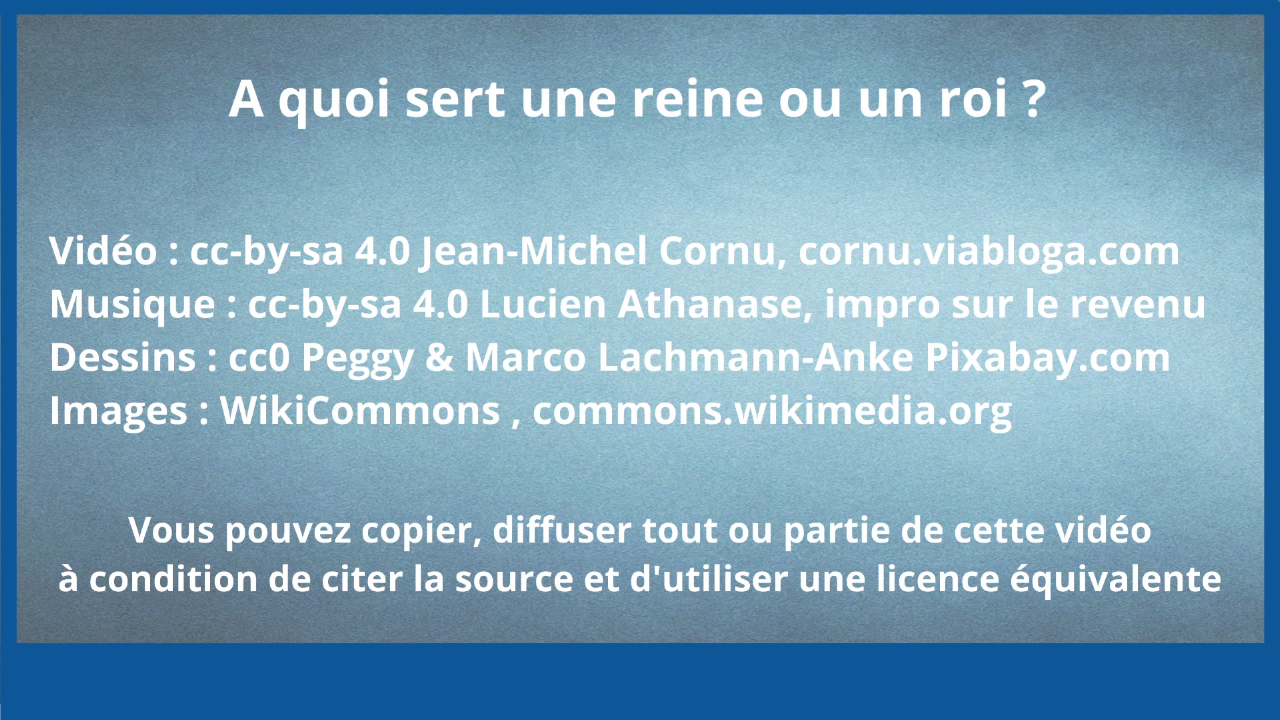 A quoi sert une reine ou un roi ?
Vidéo : cc-by-sa 4.0 Jean-Michel Cornu, cornu.viabloga.com
Musique : cc-by-sa 4.0 Lucien Athanase, impro sur le revenu
Dessins : cc0 Peggy & Marco Lachmann-Anke Pixabay.com
Images : WikiCommons , commons.wikimedia.org
Vous pouvez copier, diffuser tout ou partie de cette vidéo
à condition de citer la source et d'utiliser une licence équivalente